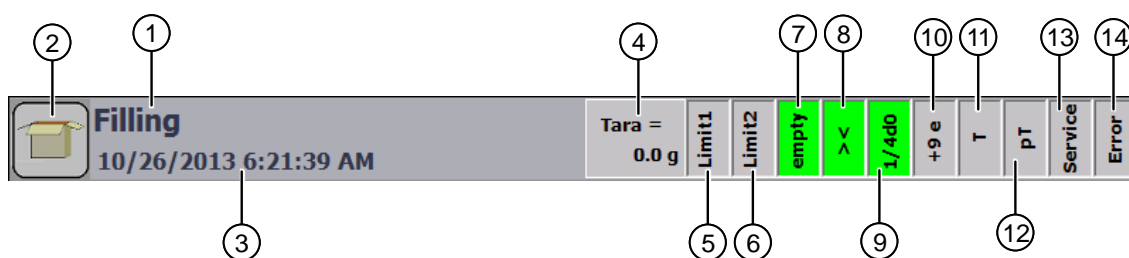 1
2
4
7
8
10
11
13
14
Filling
10/26/2013 6:21:39 AM
Tara =
0.0 g
Limit1
Limit2
empty
> <
1/4d0
+9 e
T
pT
Service
Error
3
5
6
9
12